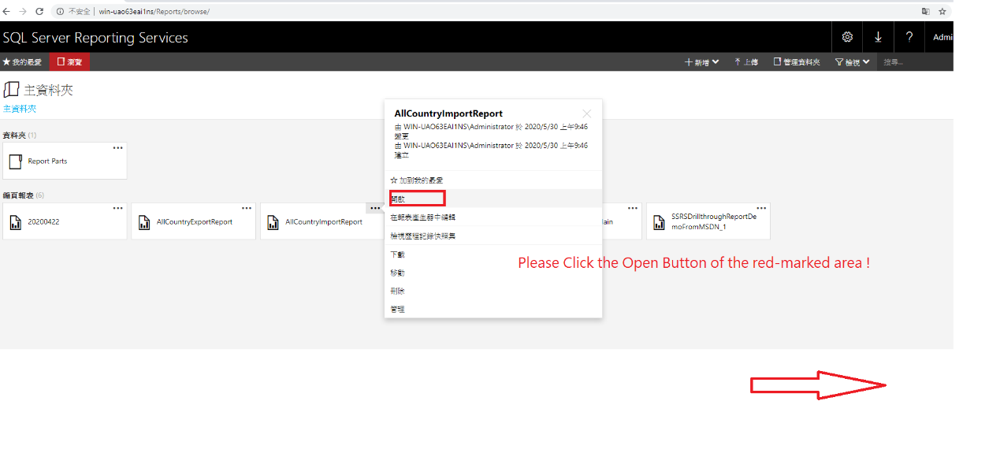 不安全 | win-uao63eai1ns/Reports/browse/
SQL Server Reporting Services
? Admi
我的最愛 瀏覽 新增 上傳 管理資料夾 檢視 搜尋...
主資料夾
主資料夾
資料夾 (1)
Report Parts
編頁報表 (6)
20200422
AllCountryExportReport
AllCountryImportReport
AllCountryImportReport
由 WIN-UAO63EAI1NS\Administrator 於 2020/5/30 上午9:46
變更
由 WIN-UAO63EAI1NS\Administrator 於 2020/5/30 上午9:46
建立
加到我的最愛
開啟
在報表產生器中編輯
檢視歷程記錄快照集
下載
移動
刪除
管理
ain
SSRSDrillthroughReportDe
moFromMSDN_1
Please Click the Open Button of the red-marked area !